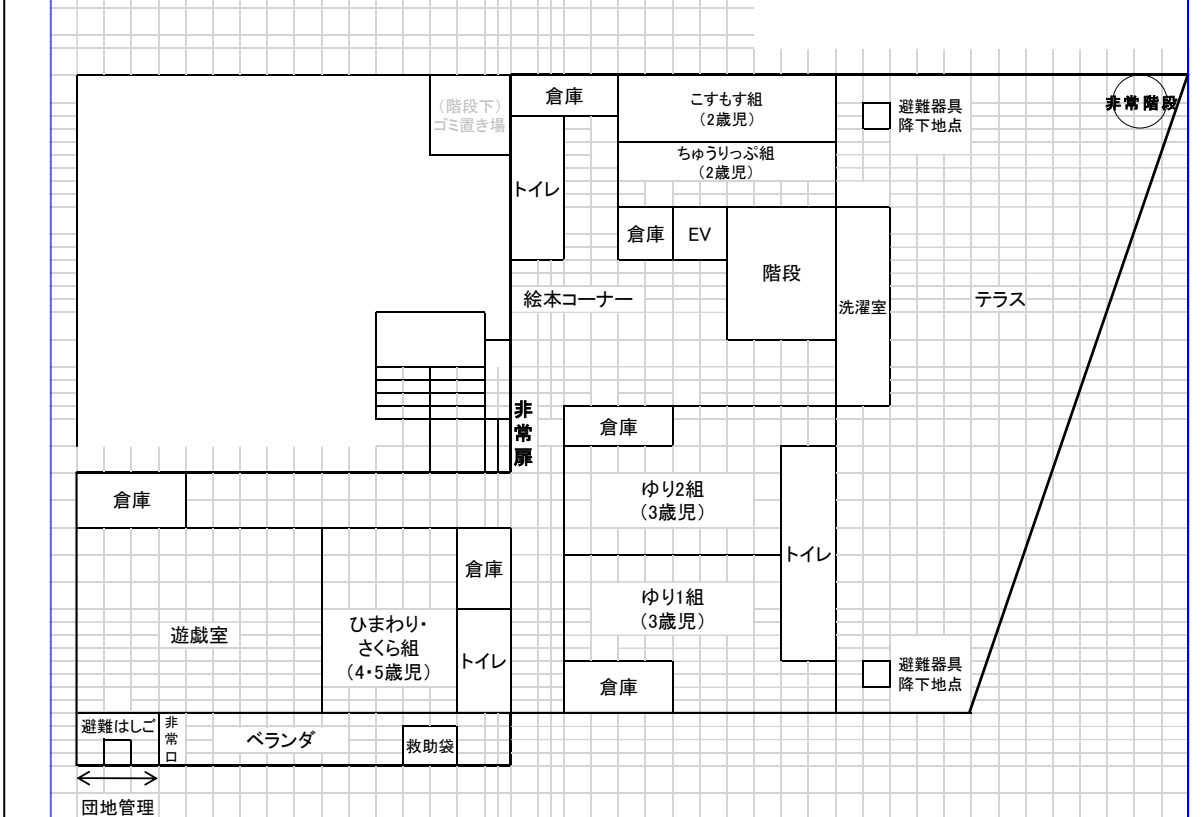 (階段下)
ゴミ置き場
倉庫
こすもす組
(2歳児)
避難器具
降下地点
非常階段
ちゅうりっぷ組
(2歳児)
トイレ
倉庫
EV
階段
絵本コーナー
洗濯室
テラス
非
常
扉
倉庫
倉庫
ゆり2組
(3歳児)
トイレ
倉庫
ゆり1組
(3歳児)
遊戯室
ひまわり・
さくら組
(4・5歳児)
トイレ
倉庫
避難器具
降下地点
避難はしご
非
常
口
ベランダ
救助袋
団地管理